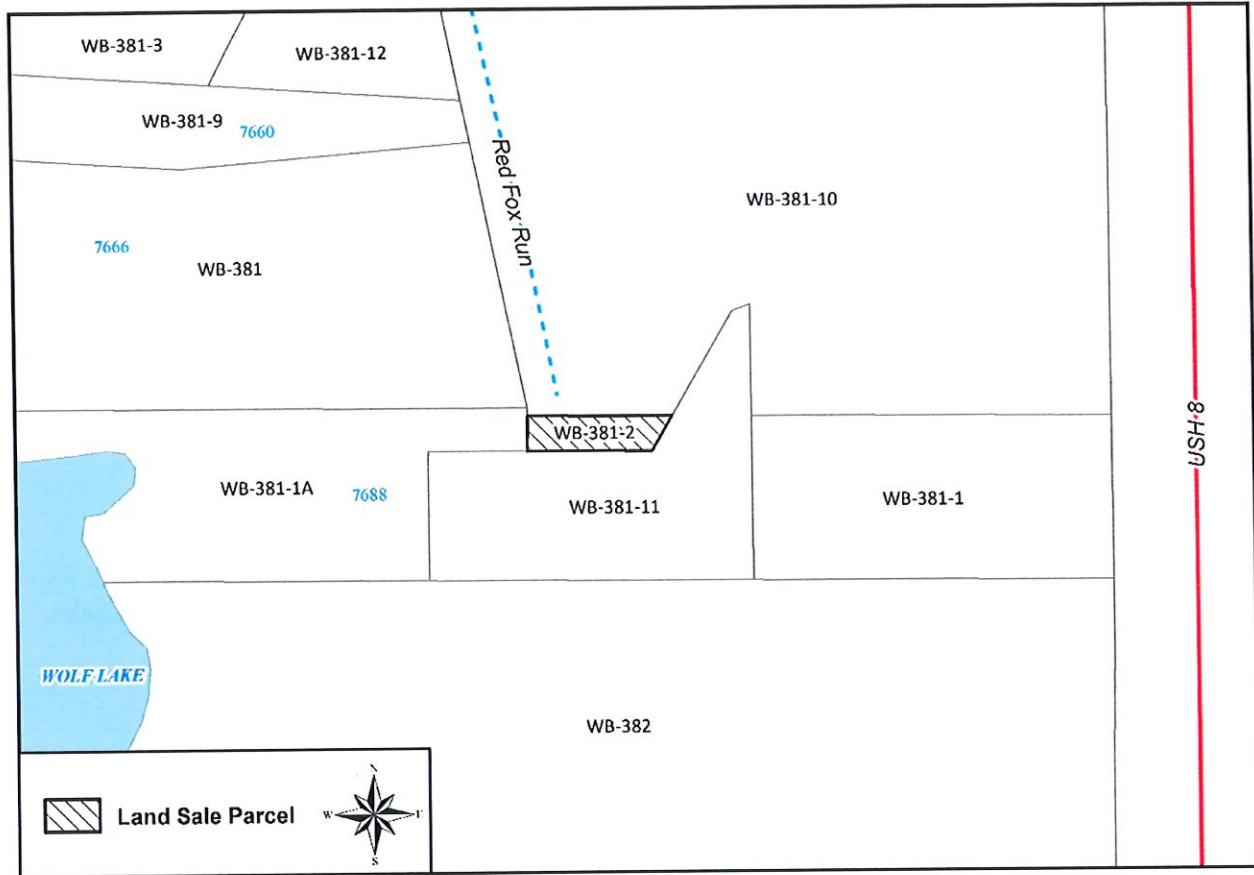 WB-381-3
WB-381-12
WB-381-9
7660
Red Fox Run
WB-381-10
7666
WB-381
USH 8
WB-381-2
WB-381-1A
7688
WB-381-11
WB-381-1
WOLF LAKE
WB-382
Land Sale Parcel
N
W
E
S